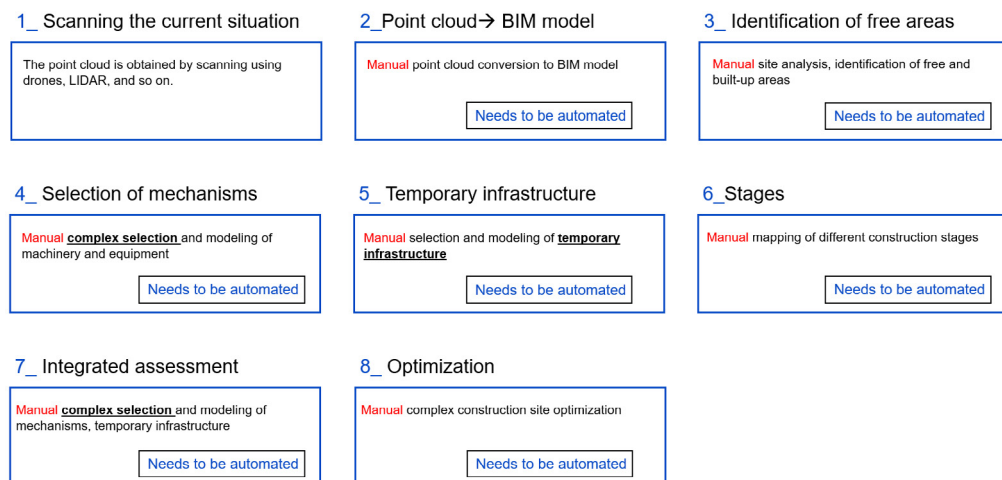 1_ Scanning the current situation
The point cloud is obtained by scanning using
drones, LIDAR, and so on.
2_Point cloud→ BIM model
Manual point cloud conversion to BIM model
Needs to be automated
3_ Identification of free areas
Manual site analysis, identification of free and
built-up areas
Needs to be automated
4_ Selection of mechanisms
Manual complex selection and modeling of
machinery and equipment
Needs to be automated
5_ Temporary infrastructure
Manual selection and modeling of temporary
infrastructure
Needs to be automated
6_Stages
Manual mapping of different construction stages
Needs to be automated
7_ Integrated assessment
Manual complex selection and modeling of
mechanisms, temporary infrastructure
Needs to be automated
8_ Optimization
Manual complex construction site optimization
Needs to be automated